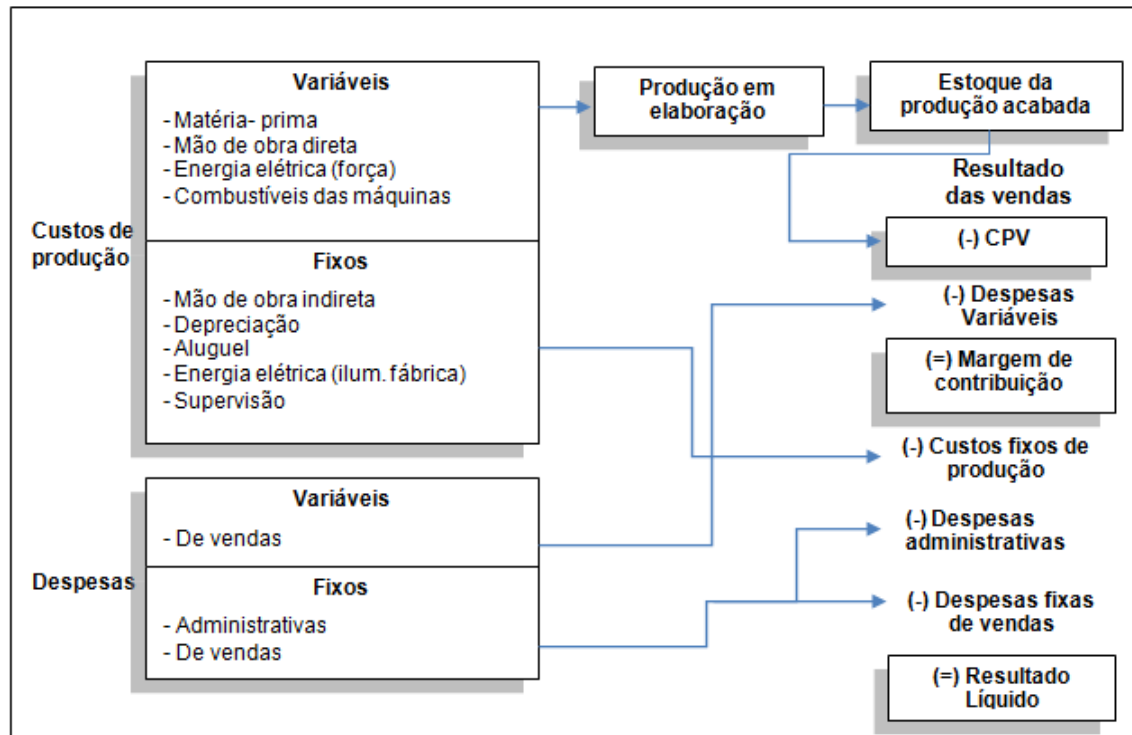 Variáveis
- Matéria- prima
- Mão de obra direta
- Energia elétrica (força)
- Combustíveis das máquinas
Custos de
produção
Fixos
- Mão de obra indireta
- Depreciação
- Aluguel
- Energia elétrica (ilum. fábrica)
- Supervisão
Despesas
Variáveis
- De vendas
Fixos
- Administrativas
- De vendas
Produção em
elaboração
Estoque da
produção acabada
Resultado
das vendas
(-) CPV
(-) Despesas
Variáveis
(=) Margem de
contribuição
(-) Custos fixos de
produção
(-) Despesas
administrativas
(-) Despesas fixas
de vendas
(=) Resultado
Líquido